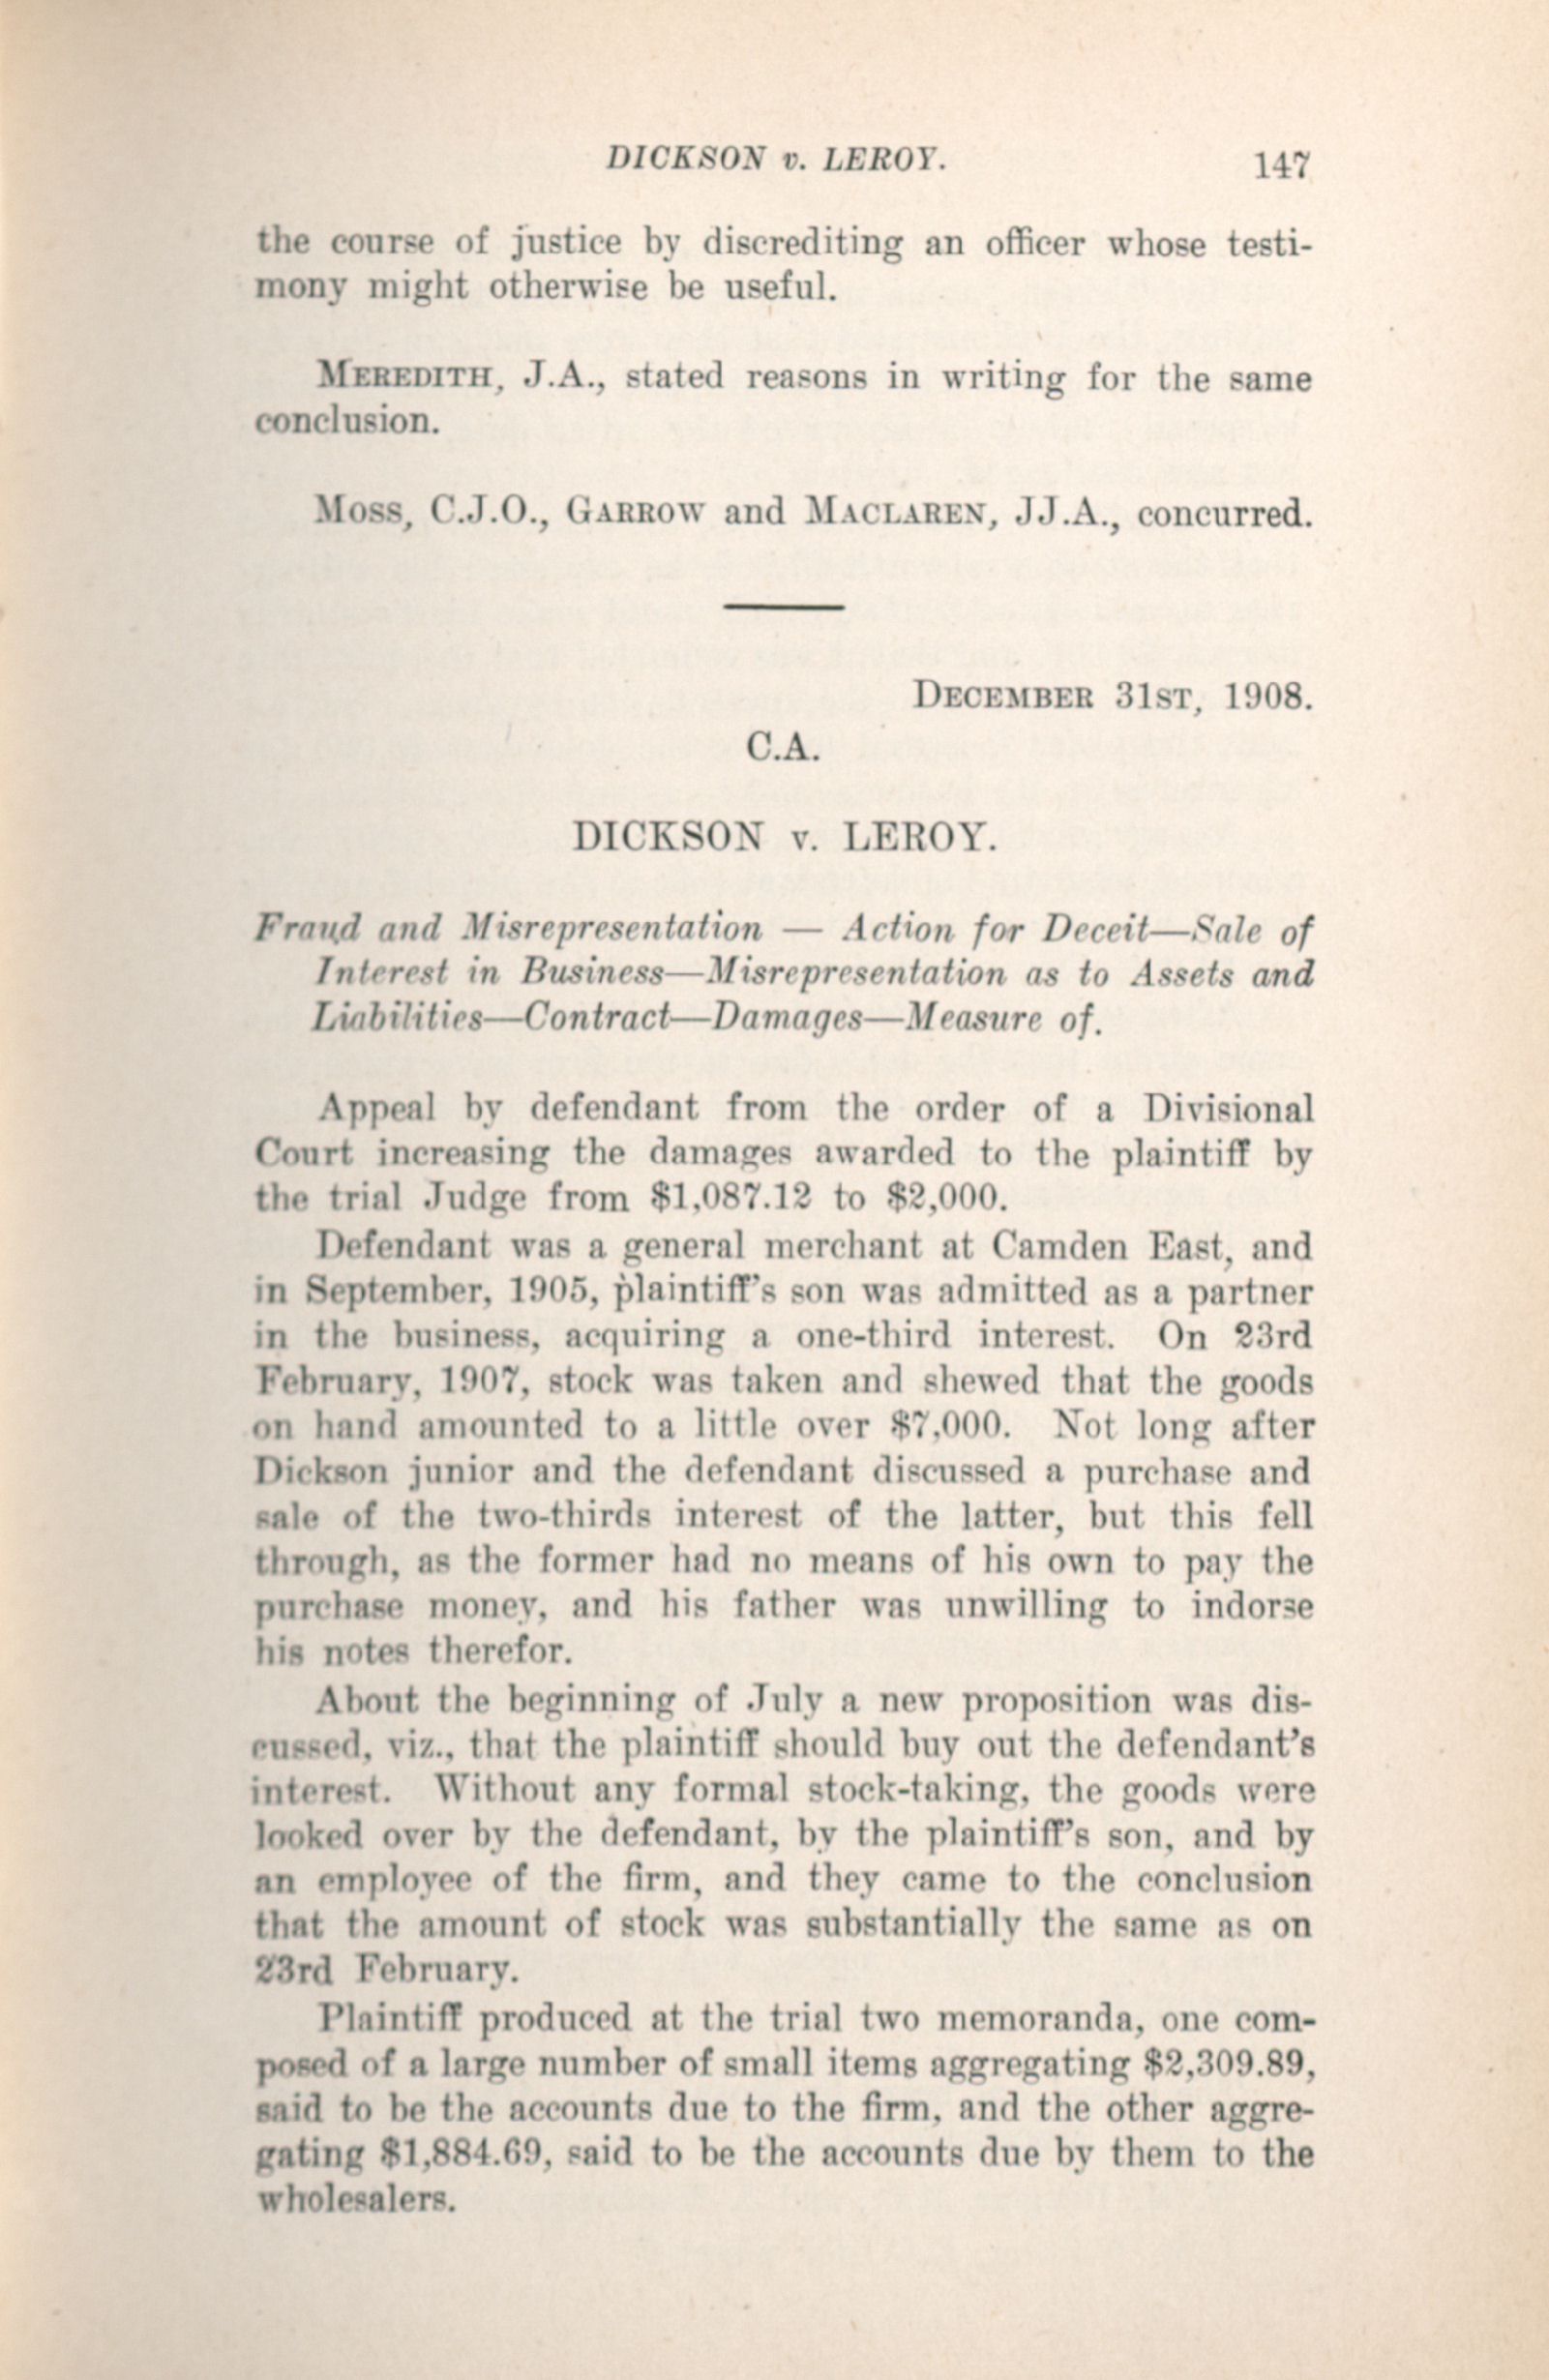 DICKSON v. LEROY. 147
the course of justice by discrediting an officer whose testi-
mony might otherwise be useful.
MEREDITH, J.A., stated reasons in writing for the same
conclusion.
MOSS, C.J.O., GARROW and MACLAREN, JJ.A., concurred.
DECEMBER 31ST, 1908.
C.A.
DICKSON v. LEROY.
Fraud and Misrepresentation — Action for Deceit—Sale of
Interest in Business—Misrepresentation as to Assets and
Liabilities—Contract—Damages—Measure of.
Appeal by defendant from the order of a Divisional
Court increasing the damages awarded to the plaintiff by
the trial Judge from $1,087.12 to $2,000.
Defendant was a general merchant at Camden East, and
in September, 1905, plaintiff's son was admitted as a partner
in the business, acquiring a one-third interest. On 23rd
February, 1907, stock was taken and shewed that the goods
on hand amounted to a little over $7,000. Not long after
Dickson junior and the defendant discussed a purchase and
sale of the two-thirds interest of the latter, but this fell
through, as the former had no means of his own to pay the
purchase money, and his father was unwilling to indorse
his notes therefor.
About the beginning of July a new proposition was dis-
cussed, viz., that the plaintiff should buy out the defendant's
interest. Without any formal stock-taking, the goods were
looked over by the defendant, by the plaintiff's son, and by
an employee of the firm, and they came to the conclusion
that the amount of stock was substantially the same as on
23rd February.
Plaintiff produced at the trial two memoranda, one com-
posed of a large number of small items aggregating $2,309.89,
said to be the accounts due to the firm, and the other aggre-
gating $1,884.69, said to be the accounts due by them to the
wholesalers.